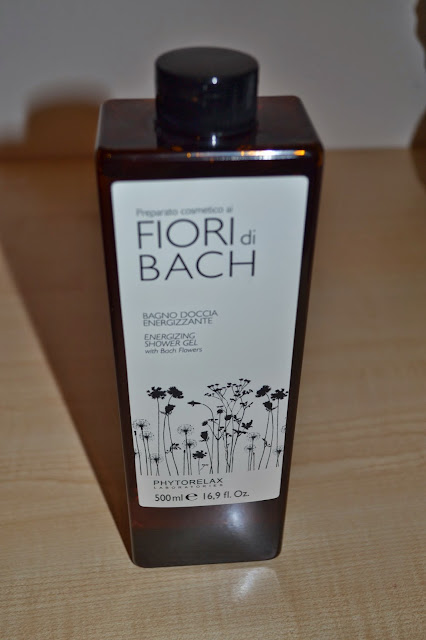 Preparato cosmetico ai
FIORI di
BACH
BAGNO DOCCIA
ENERGIZZANTE
ENERGIZING
SHOWER GEL
with Bach Flowers
PHYTORELAX
LABORATORIES
500ml e 16,9 fl. Oz.